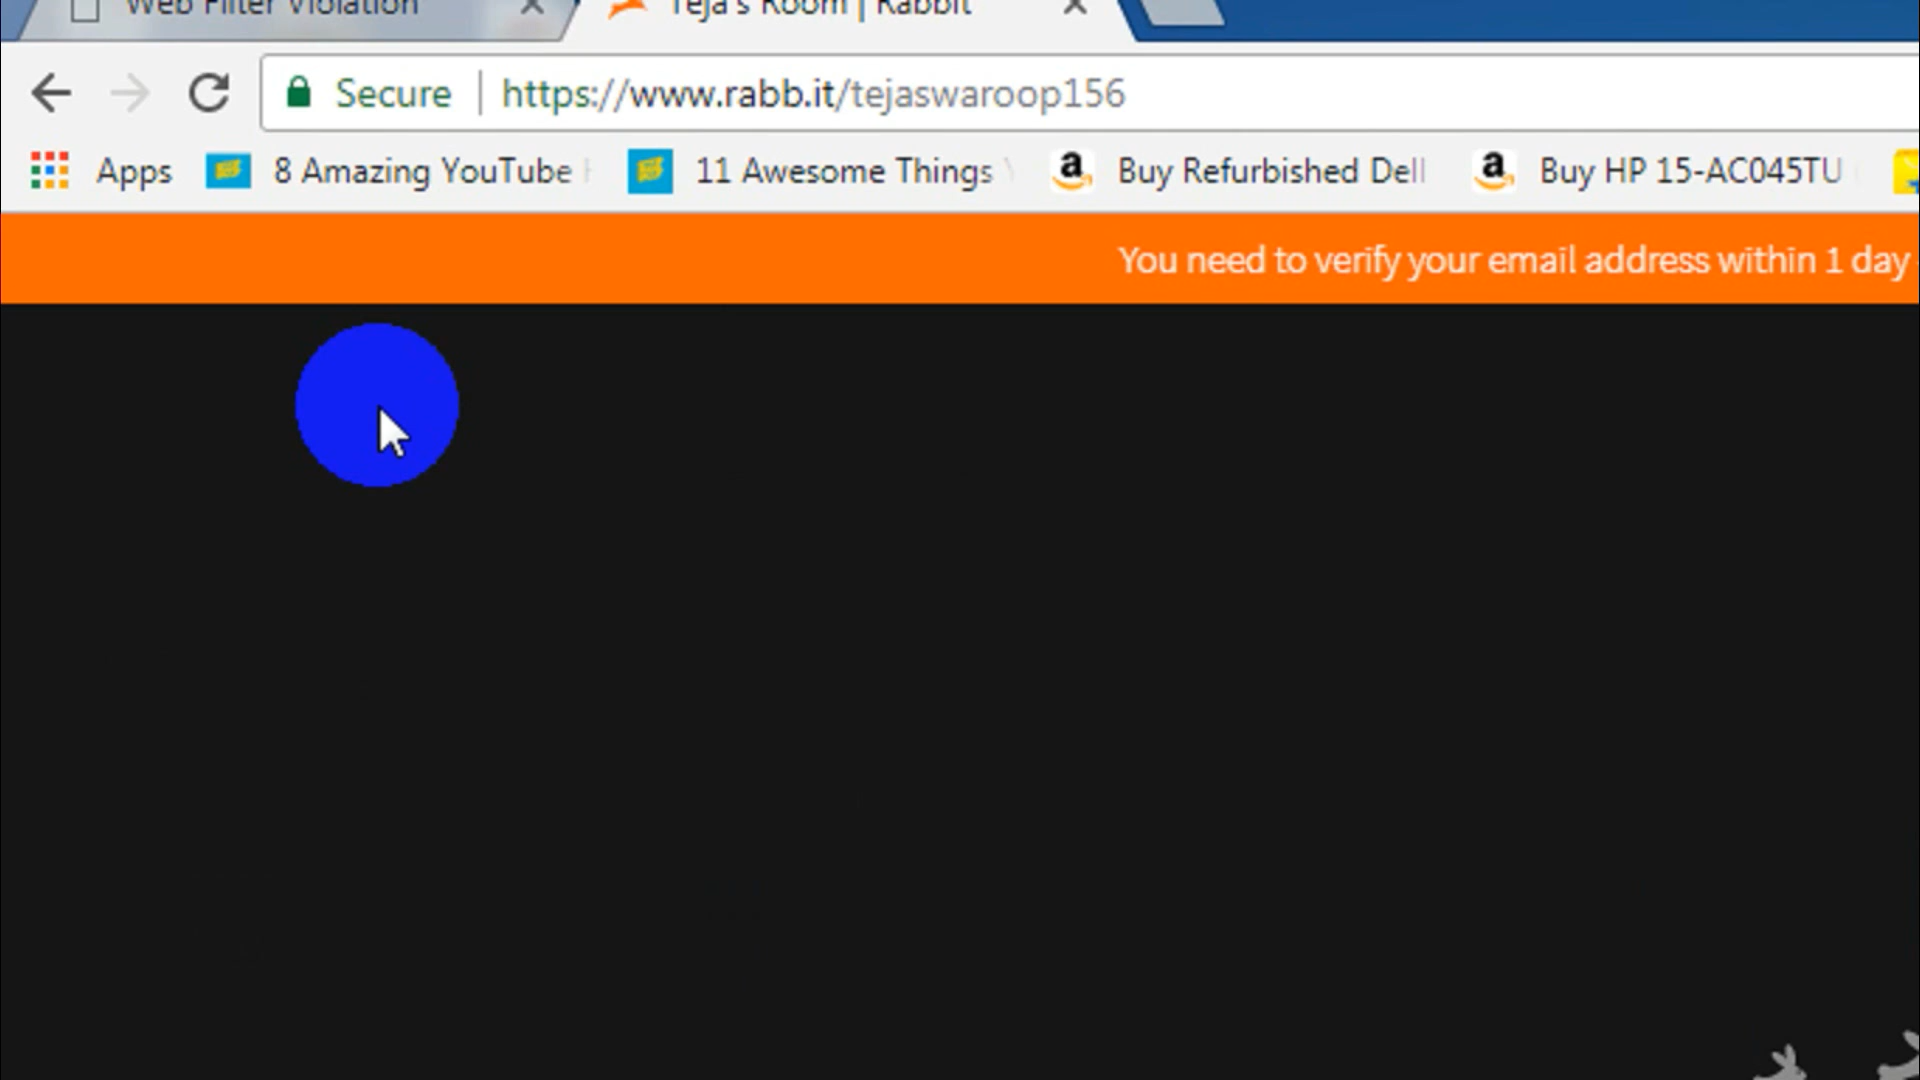 Web Filter Violation
Teja's Room | Rabbit
Secure | https://www.rabb.it/tejaswaroop156
Apps 8 Amazing YouTube 11 Awesome Things Buy Refurbished Dell Buy HP 15-AC045TU
You need to verify your email address within 1 day